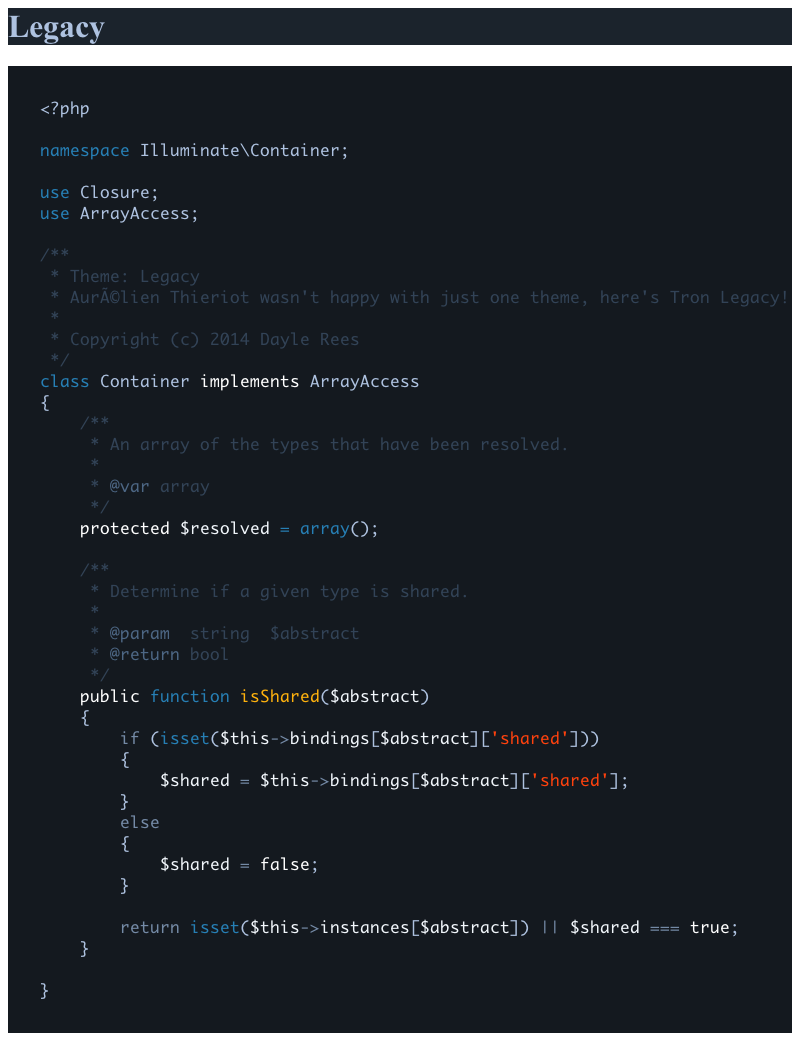 Legacy
<?php
namespace Illuminate\Container;
use Closure;
use ArrayAccess;
/**
 * Theme: Legacy
 * AurÃ©lien Thieriot wasn't happy with just one theme, here's Tron Legacy!
 *
 * Copyright (c) 2014 Dayle Rees
 */
class Container implements ArrayAccess
{
    /**
     * An array of the types that have been resolved.
     *
     * @var array
     */
    protected $resolved = array();
    /**
     * Determine if a given type is shared.
     *
     * @param  string  $abstract
     * @return bool
     */
    public function isShared($abstract)
    {
        if (isset($this->bindings[$abstract]['shared']))
        {
            $shared = $this->bindings[$abstract]['shared'];
        }
        else
        {
            $shared = false;
        }
        return isset($this->instances[$abstract]) || $shared === true;
    }
}